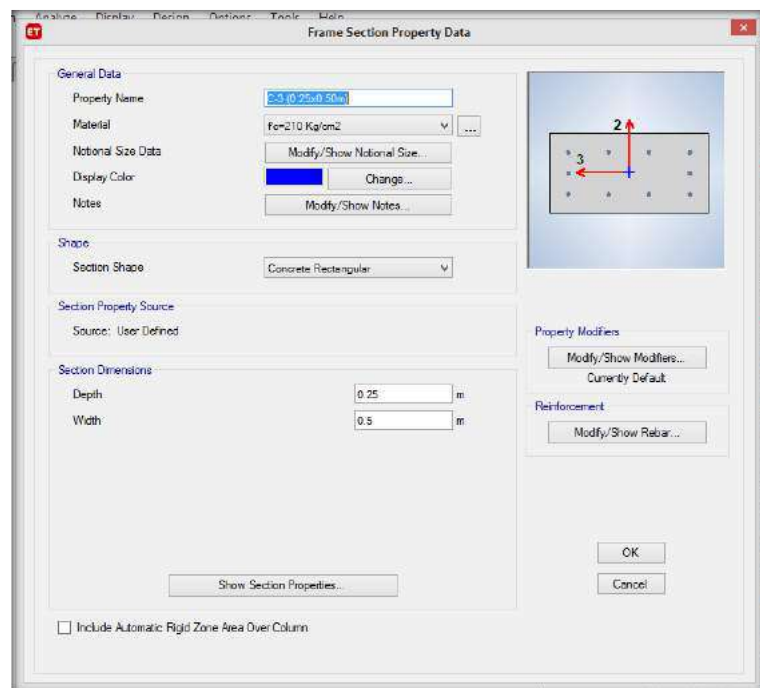 Analyze Display Design Options Tools Help
ET
Frame Section Property Data
General Data
Property Name
C-3 (0.25x0.50m)
Material
f'c=210 Kg/cm2
...
Notional Size Data
Modify/Show Notional Size...
Display Color
Change...
Notes
Modify/Show Notes...
2
3
Shape
Section Shape
Concrete Rectangular
Section Property Source
Source: User Defined
Property Modifiers
Modify/Show Modifiers...
Currently Default
Section Dimensions
Depth
0.25
m
Width
0.5
m
Reinforcement
Modify/Show Rebar...
OK
Cancel
Show Section Properties...
Include Automatic Rigid Zone Area Over Column